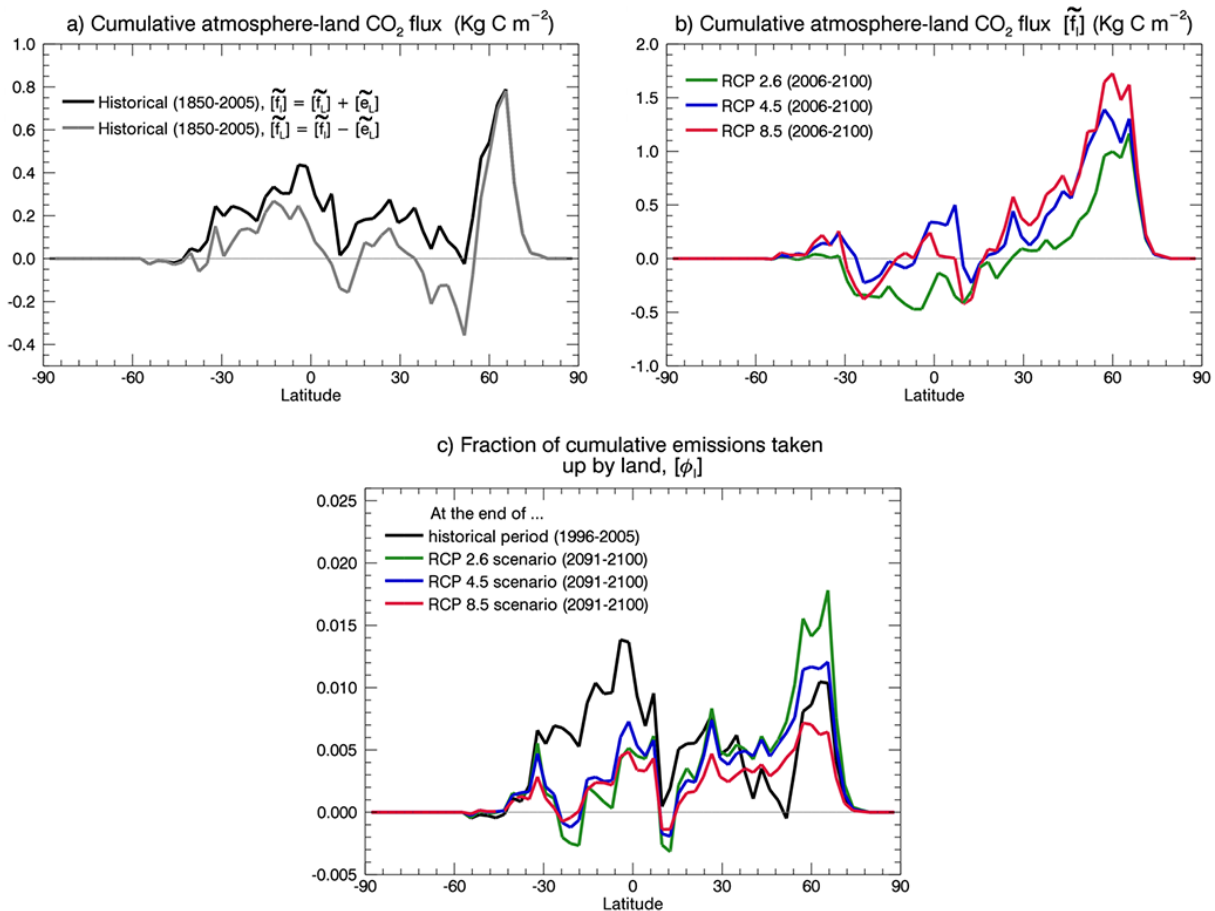 a) Cumulative atmosphere-land CO₂ flux (Kg C m⁻²)
1.0
0.8
0.6
0.4
0.2
0.0
-0.2
-0.4
Historical (1850-2005), [f̃ₗ] = [f̃_L] + [ẽ_L]
Historical (1850-2005), [f̃_L] = [f̃ₗ] − [ẽ_L]
-90 -60 -30 0 30 60 90
Latitude
b) Cumulative atmosphere-land CO₂ flux [f̃ₗ] (Kg C m⁻²)
2.0
1.5
1.0
0.5
0.0
-0.5
-1.0
RCP 2.6 (2006-2100)
RCP 4.5 (2006-2100)
RCP 8.5 (2006-2100)
-90 -60 -30 0 30 60 90
Latitude
c) Fraction of cumulative emissions taken
up by land, [ϕₗ]
0.025
0.020
0.015
0.010
0.005
0.000
-0.005
At the end of ...
historical period (1996-2005)
RCP 2.6 scenario (2091-2100)
RCP 4.5 scenario (2091-2100)
RCP 8.5 scenario (2091-2100)
-90 -60 -30 0 30 60 90
Latitude